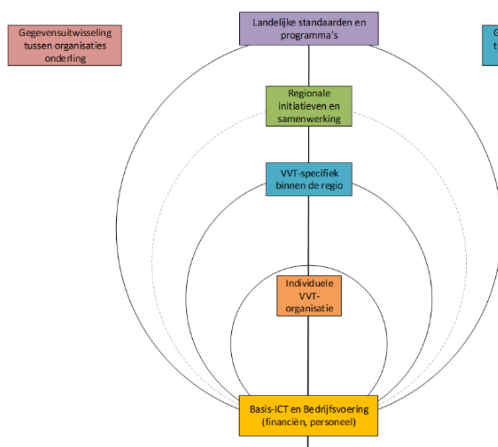 Landelijke standaarden en
programma's
Gegevensuitwisseling
tussen organisaties
onderling
Regionale
initiatieven en
samenwerking
VVT-specifiek
binnen de regio
Individuele
VVT-
organisatie
Basis-ICT en Bedrijfsvoering
(financiën, personeel)